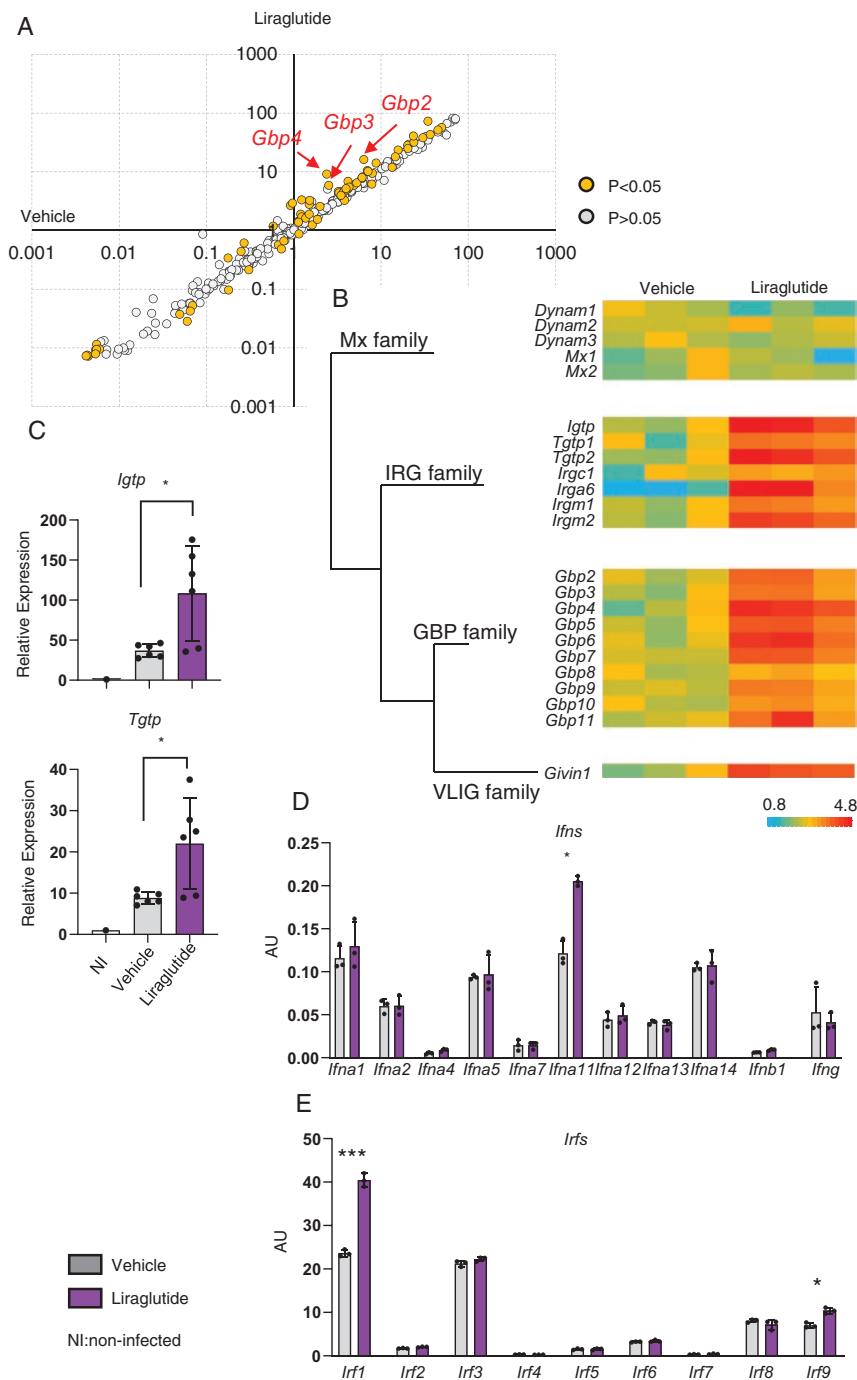 A
Liraglutide
1000
100
10
Gbp4
Gbp3
Gbp2
P<0.05
P>0.05
Vehicle
0.001
0.01
0.1
1
10
100
1000
0.1
0.01
0.001
B
Vehicle
Liraglutide
Mx family
Dynam1
Dynam2
Dynam3
Mx1
Mx2
IRG family
Igtp
Tgtp1
Tgtp2
Irgc1
Irga6
Irgm1
Irgm2
GBP family
Gbp2
Gbp3
Gbp4
Gbp5
Gbp6
Gbp7
Gbp8
Gbp9
Gbp10
Gbp11
VLIG family
Givin1
0.8
4.8
C
Igtp
*
Relative Expression
200
150
100
50
0
Tgtp
*
Relative Expression
40
30
20
10
0
NI
Vehicle
Liraglutide
D
Ifns
*
AU
0.25
0.20
0.15
0.10
0.05
0.00
Ifna1
Ifna2
Ifna4
Ifna5
Ifna7
Ifna11
Ifna12
Ifna13
Ifna14
Ifnb1
Ifng
E
Irfs
***
*
AU
50
40
30
20
10
0
Irf1
Irf2
Irf3
Irf4
Irf5
Irf6
Irf7
Irf8
Irf9
Vehicle
Liraglutide
NI:non-infected